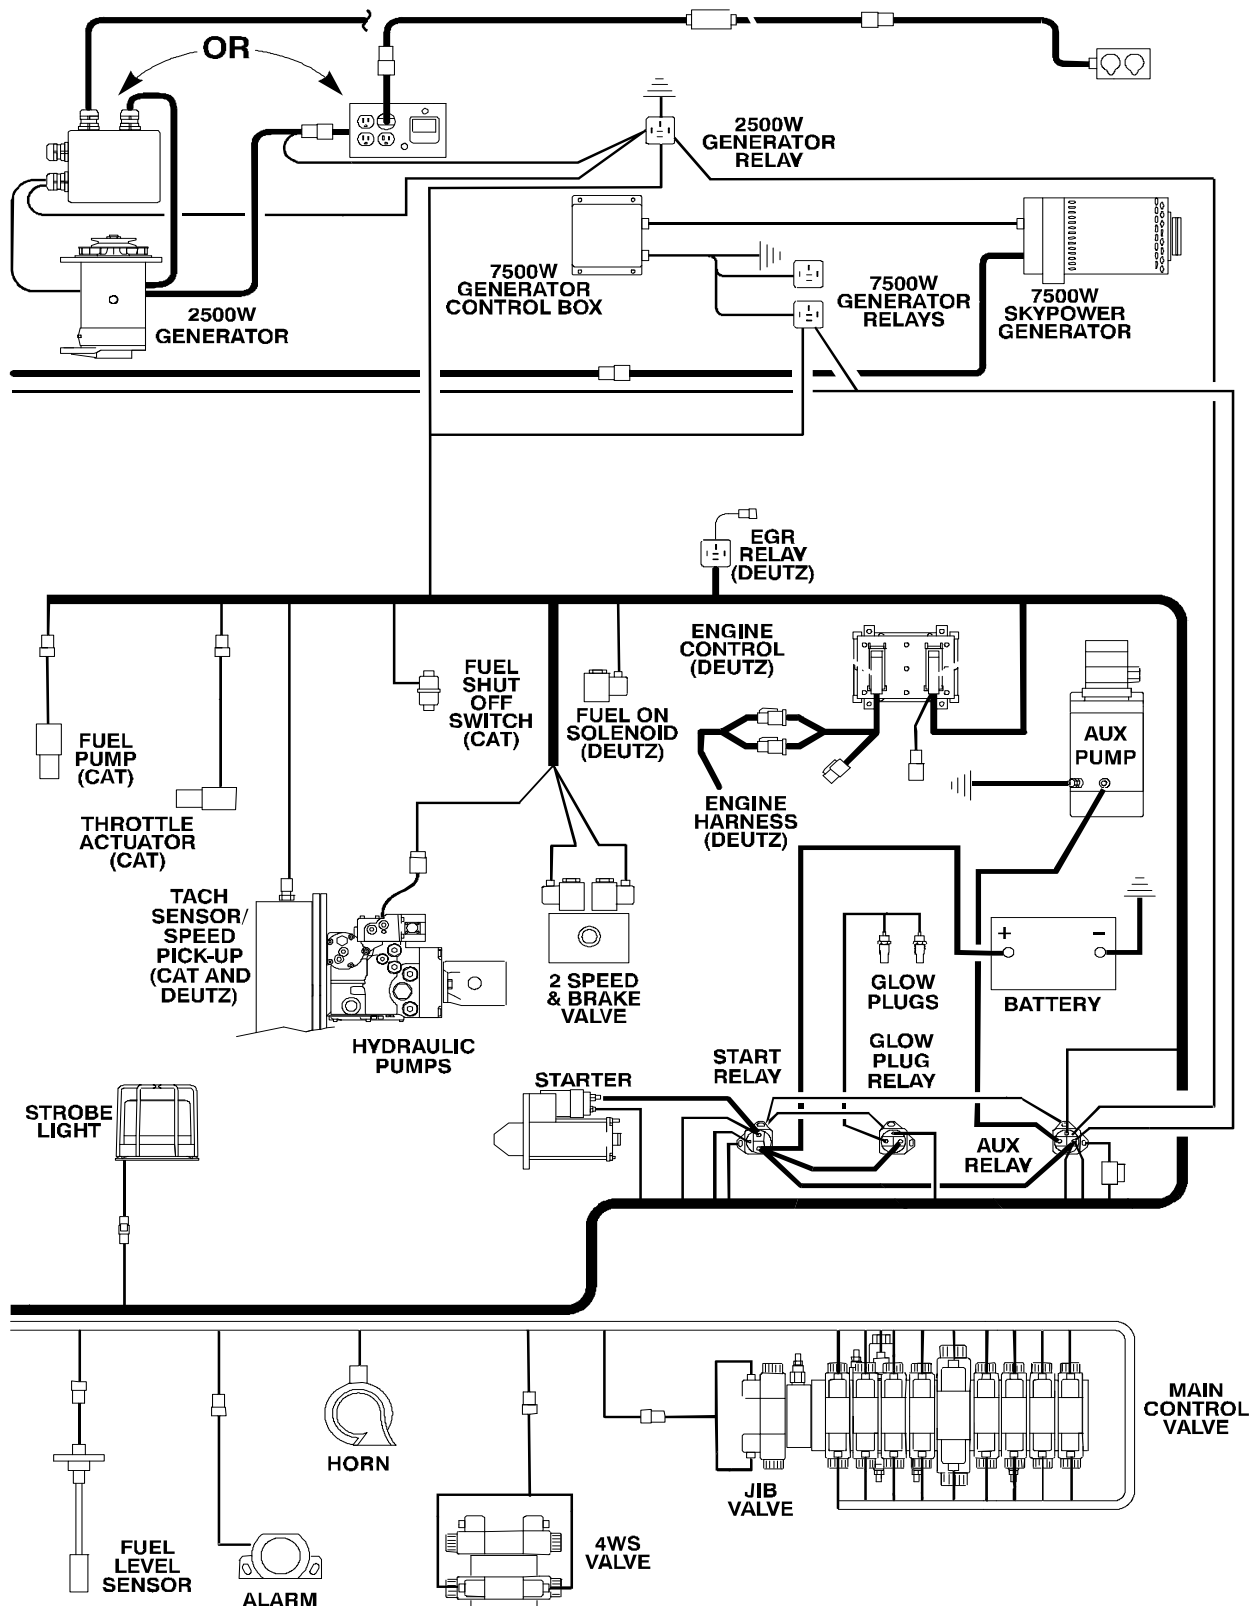 OR
2500W
GENERATOR
RELAY
7500W
GENERATOR
CONTROL BOX
7500W
GENERATOR
RELAYS
7500W
SKYPOWER
GENERATOR
2500W
GENERATOR
EGR
RELAY
(DEUTZ)
ENGINE
CONTROL
(DEUTZ)
FUEL
SHUT
OFF
SWITCH
(CAT)
FUEL ON
SOLENOID
(DEUTZ)
FUEL
PUMP
(CAT)
AUX
PUMP
THROTTLE
ACTUATOR
(CAT)
ENGINE
HARNESS
(DEUTZ)
TACH
SENSOR/
SPEED
PICK-UP
(CAT AND
DEUTZ)
2 SPEED
& BRAKE
VALVE
GLOW
PLUGS
+ −
BATTERY
HYDRAULIC
PUMPS
STARTER
START
RELAY
GLOW
PLUG
RELAY
STROBE
LIGHT
AUX
RELAY
MAIN
CONTROL
VALVE
HORN
JIB
VALVE
FUEL
LEVEL
SENSOR
4WS
VALVE
ALARM